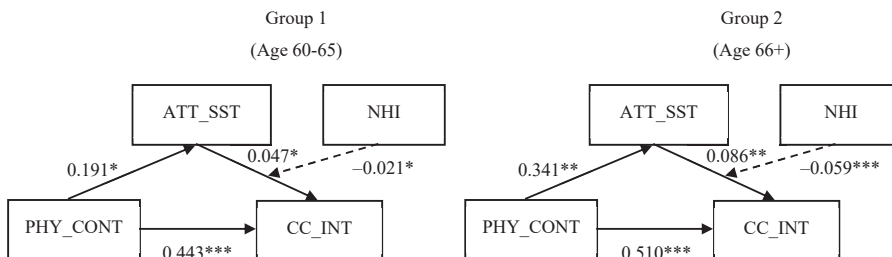 Group 1
(Age 60-65)
ATT_SST
NHI
0.191*
0.047*
–0.021*
PHY_CONT
CC_INT
0.443***
Group 2
(Age 66+)
ATT_SST
NHI
0.341**
0.086**
–0.059***
PHY_CONT
CC_INT
0.510***